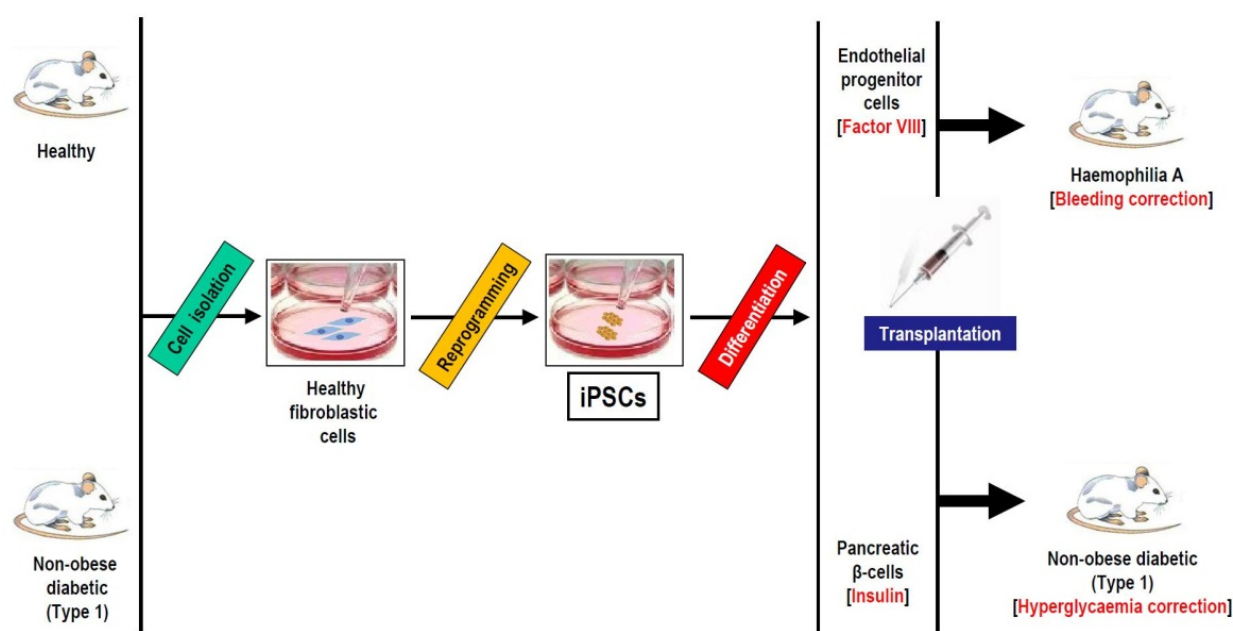 Healthy
Non-obese
diabetic
(Type 1)
Cell isolation
Healthy
fibroblastic
cells
Reprogramming
iPSCs
Differentiation
Endothelial
progenitor
cells
[Factor VIII]
Transplantation
Pancreatic
β-cells
[Insulin]
Haemophilia A
[Bleeding correction]
Non-obese diabetic
(Type 1)
[Hyperglycaemia correction]